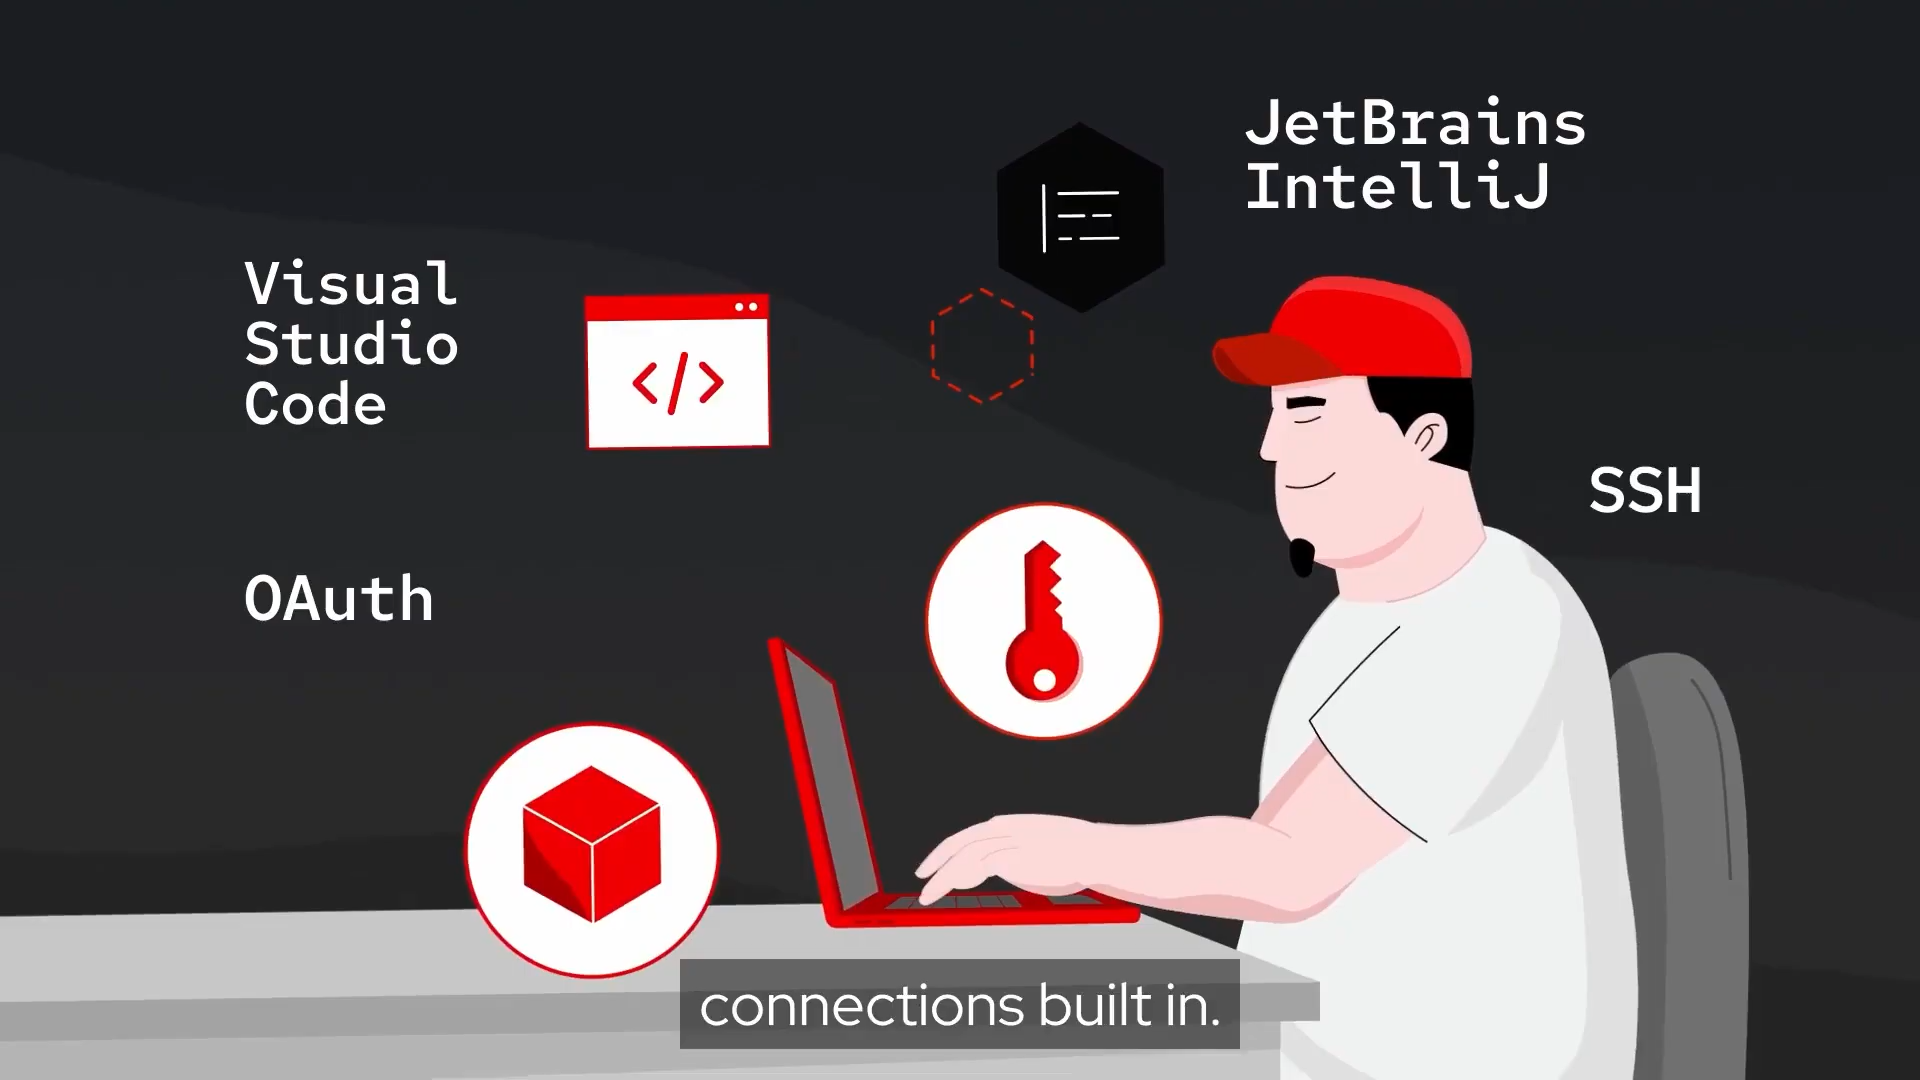 JetBrains
IntelliJ
Visual
Studio
Code
</>
SSH
OAuth
connections built in.